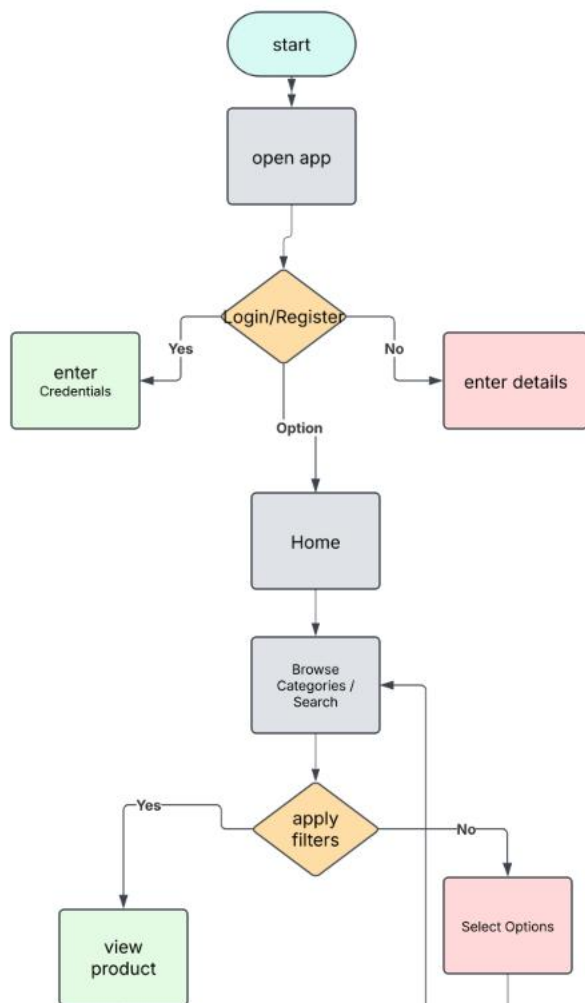 start
open app
Login/Register
Yes
No
enter
Credentials
enter details
Option
Home
Browse
Categories /
Search
Yes
apply
filters
No
view
product
Select Options